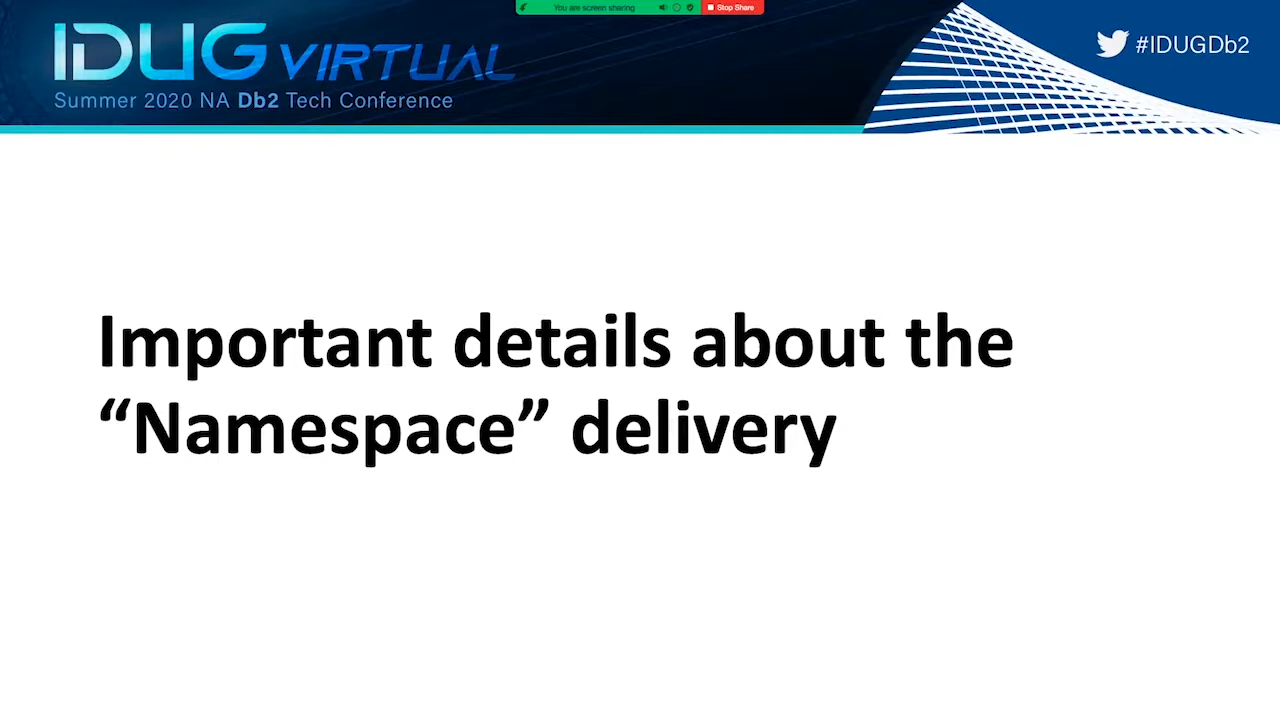 You are screen sharing
Stop Share
IDUG VIRTUAL
#IDUGDb2
Summer 2020 NA Db2 Tech Conference
Important details about the
“Namespace” delivery